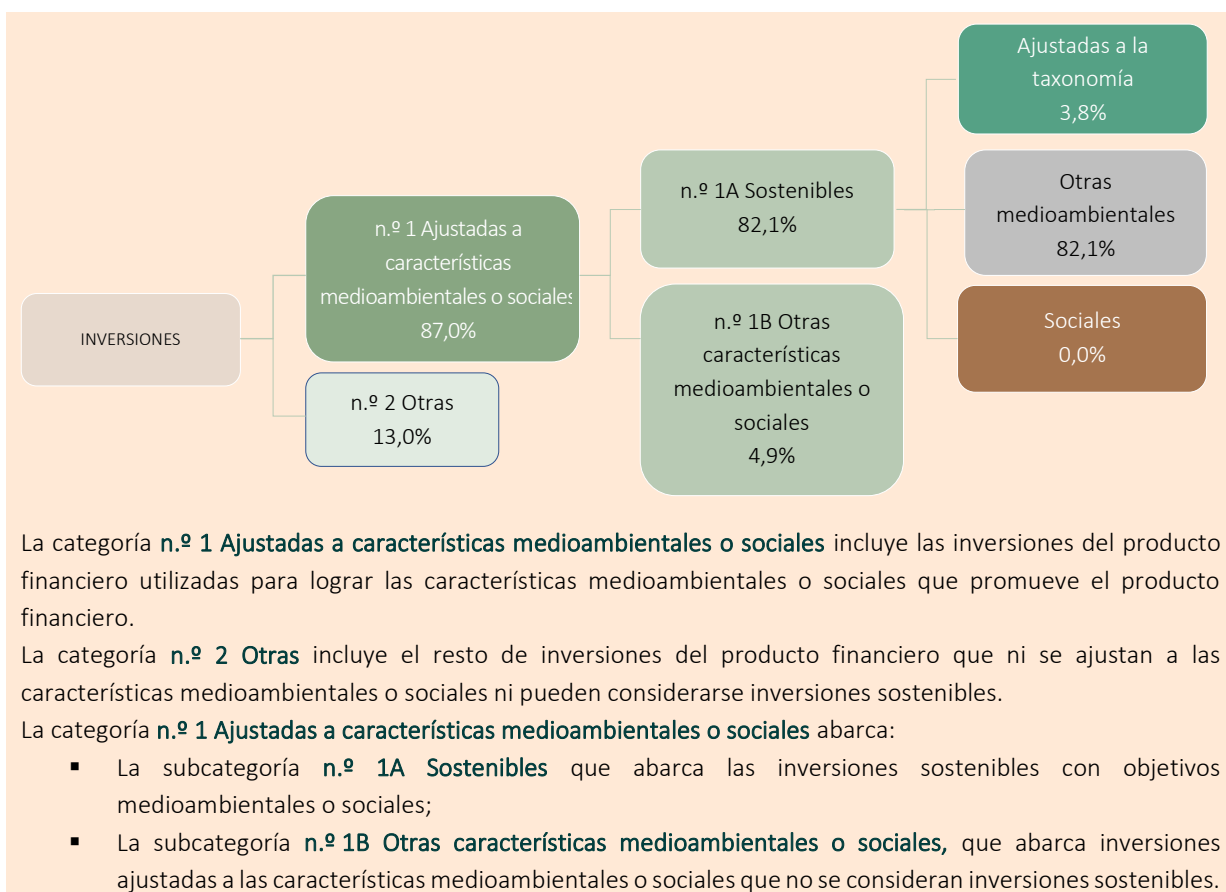 Ajustadas a la
taxonomía
3,8%
n.º 1A Sostenibles
82,1%
Otras
medioambientales
82,1%
n.º 1 Ajustadas a
características
medioambientales o sociales
87,0%
Sociales
0,0%
n.º 1B Otras
características
medioambientales o
sociales
4,9%
INVERSIONES
n.º 2 Otras
13,0%
La categoría n.º 1 Ajustadas a características medioambientales o sociales incluye las inversiones del producto
financiero utilizadas para lograr las características medioambientales o sociales que promueve el producto
financiero.
La categoría n.º 2 Otras incluye el resto de inversiones del producto financiero que ni se ajustan a las
características medioambientales o sociales ni pueden considerarse inversiones sostenibles.
La categoría n.º 1 Ajustadas a características medioambientales o sociales abarca:
▪ La subcategoría n.º 1A Sostenibles que abarca las inversiones sostenibles con objetivos
medioambientales o sociales;
▪ La subcategoría n.º 1B Otras características medioambientales o sociales, que abarca inversiones
ajustadas a las características medioambientales o sociales que no se consideran inversiones sostenibles.